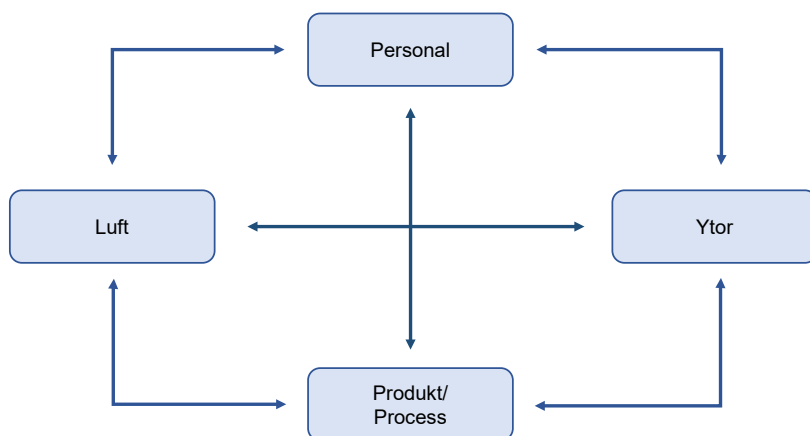 Personal
Luft
Ytor
Produkt/
Process